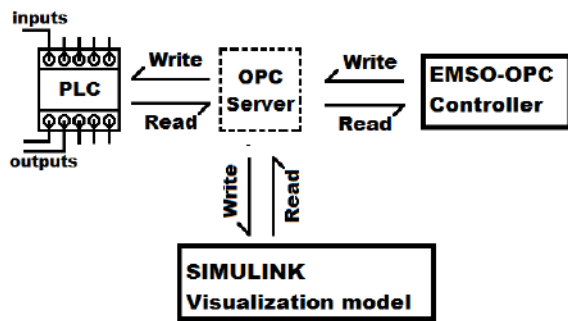 inputs
PLC
outputs
Write
Read
OPC
Server
Write
Read
EMSO-OPC
Controller
Write
Read
SIMULINK
Visualization model